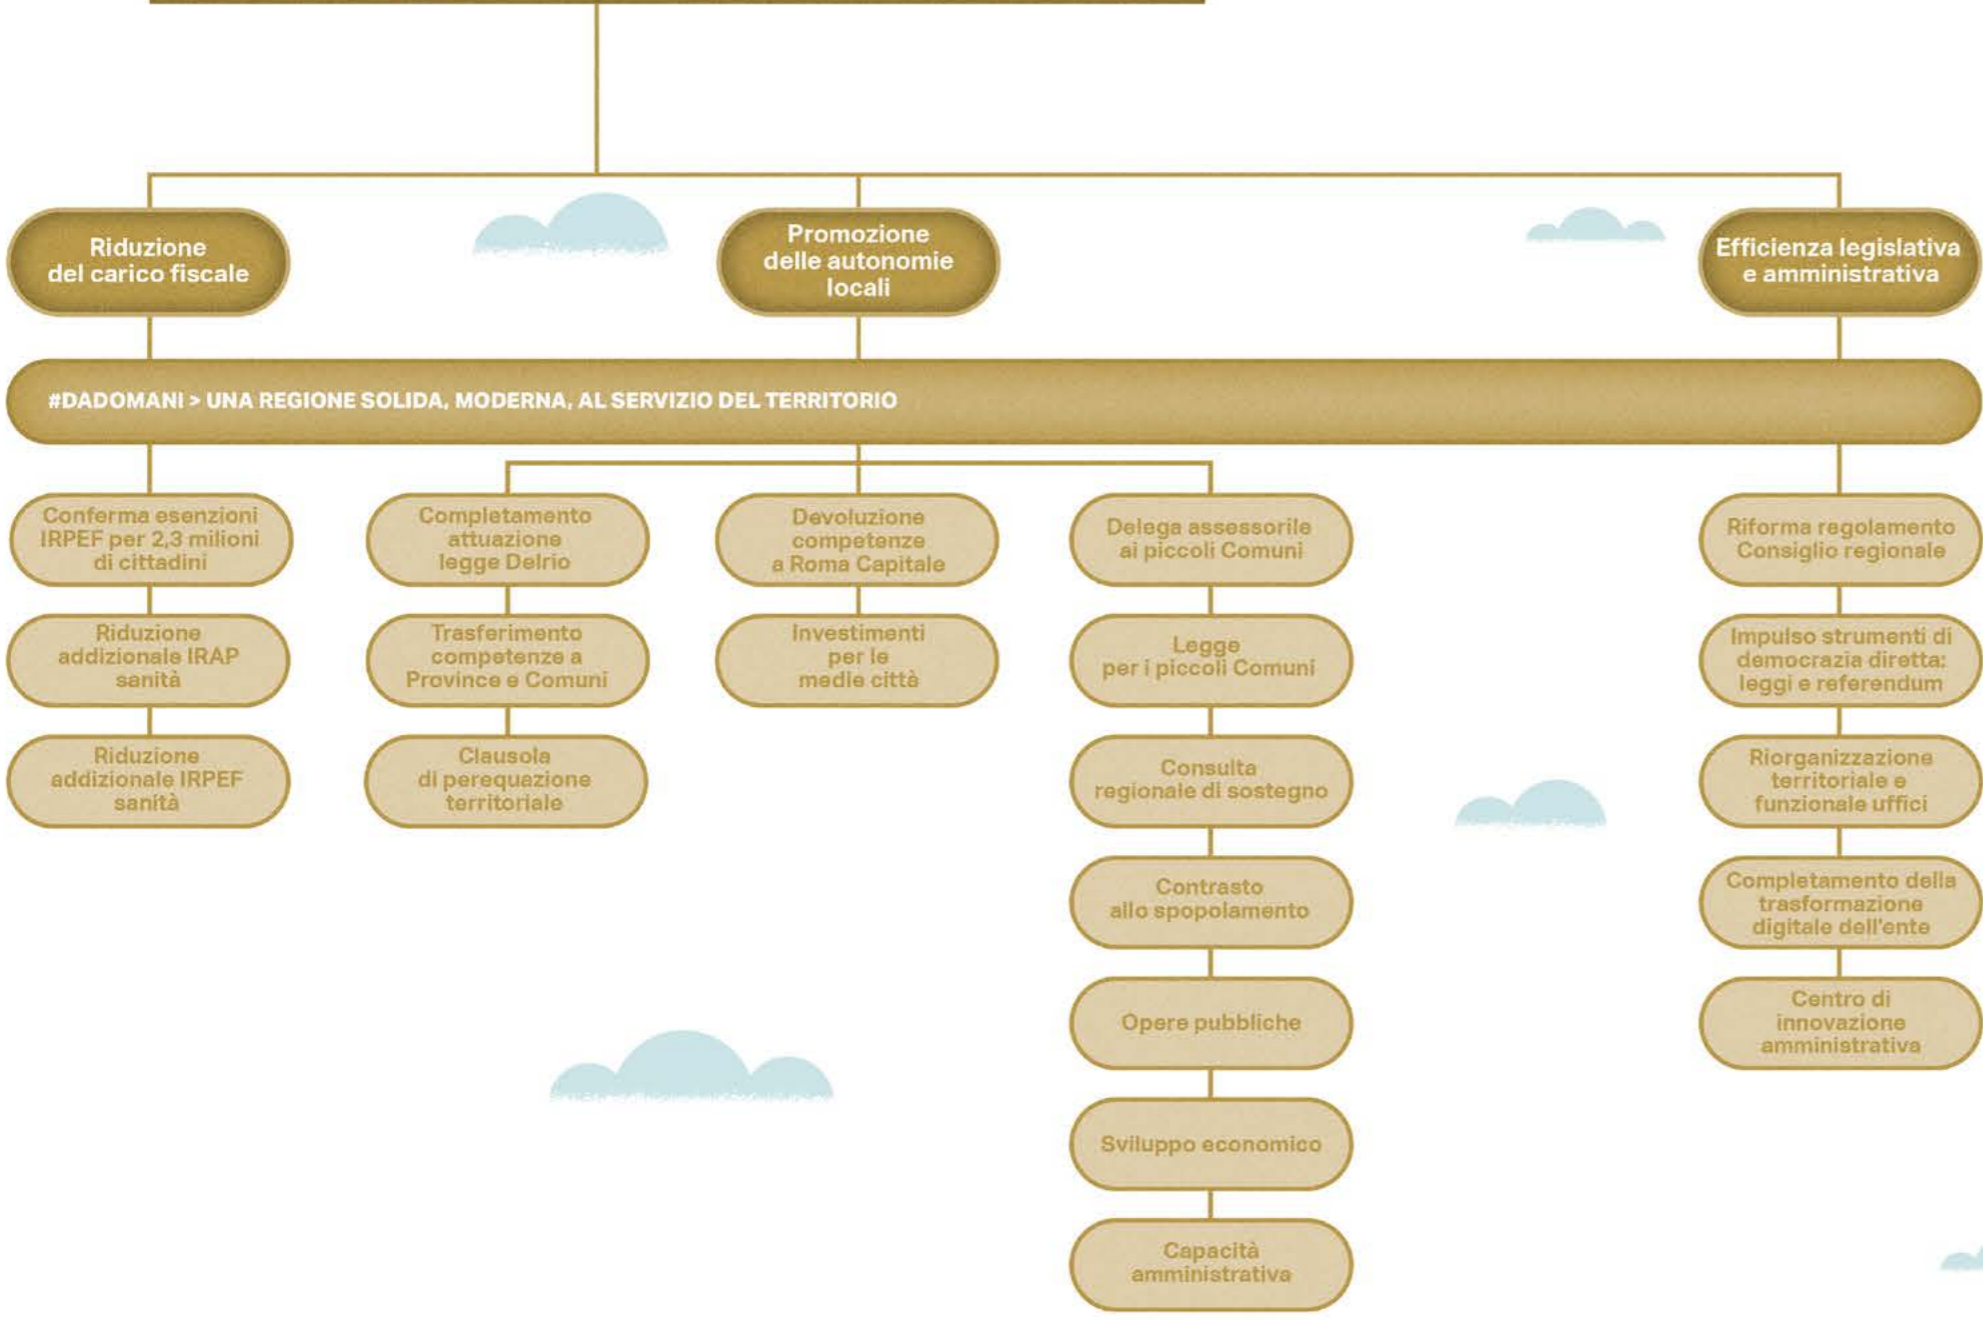 Riduzione
del carico fiscale
Promozione
delle autonomie
locali
Efficienza legislativa
e amministrativa
#DADOMANI > UNA REGIONE SOLIDA, MODERNA, AL SERVIZIO DEL TERRITORIO
Conferma esenzioni
IRPEF per 2,3 milioni
di cittadini
Riduzione
addizionale IRAP
sanità
Riduzione
addizionale IRPEF
sanità
Completamento
attuazione
legge Delrio
Trasferimento
competenze a
Province e Comuni
Clausola
di perequazione
territoriale
Devoluzione
competenze
a Roma Capitale
Investimenti
per le
medie città
Delega assessorile
ai piccoli Comuni
Legge
per i piccoli Comuni
Consulta
regionale di sostegno
Contrasto
allo spopolamento
Opere pubbliche
Sviluppo economico
Capacità
amministrativa
Riforma regolamento
Consiglio regionale
Impulso strumenti di
democrazia diretta:
leggi e referendum
Riorganizzazione
territoriale e
funzionale uffici
Completamento della
trasformazione
digitale dell'ente
Centro di
innovazione
amministrativa